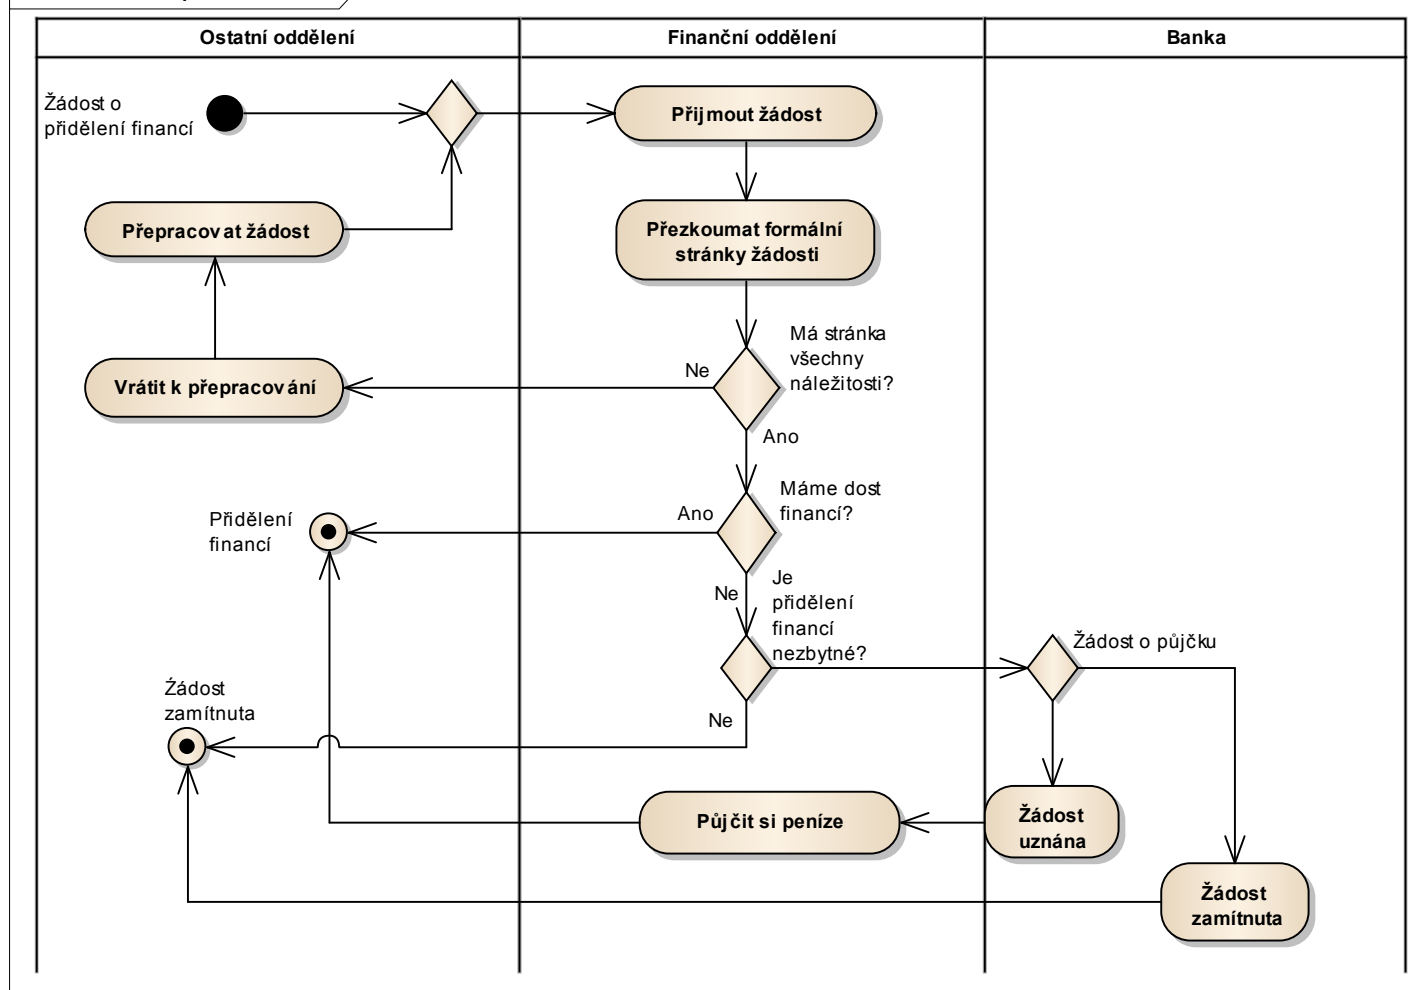 Ostatní oddělení
Finanční oddělení
Banka
Žádost o
přidělení financí
Přijmout žádost
Přepracovat žádost
Přezkoumat formální
stránky žádosti
Má stránka
všechny
náležitosti?
Ne
Vrátit k přepracování
Ano
Máme dost
financí?
Ano
Přidělení
financí
Ne
Je
přidělení
financí
nezbytné?
Žádost o půjčku
Źádost
zamítnuta
Ne
Půjčit si peníze
Žádost
uznána
Žádost
zamítnuta